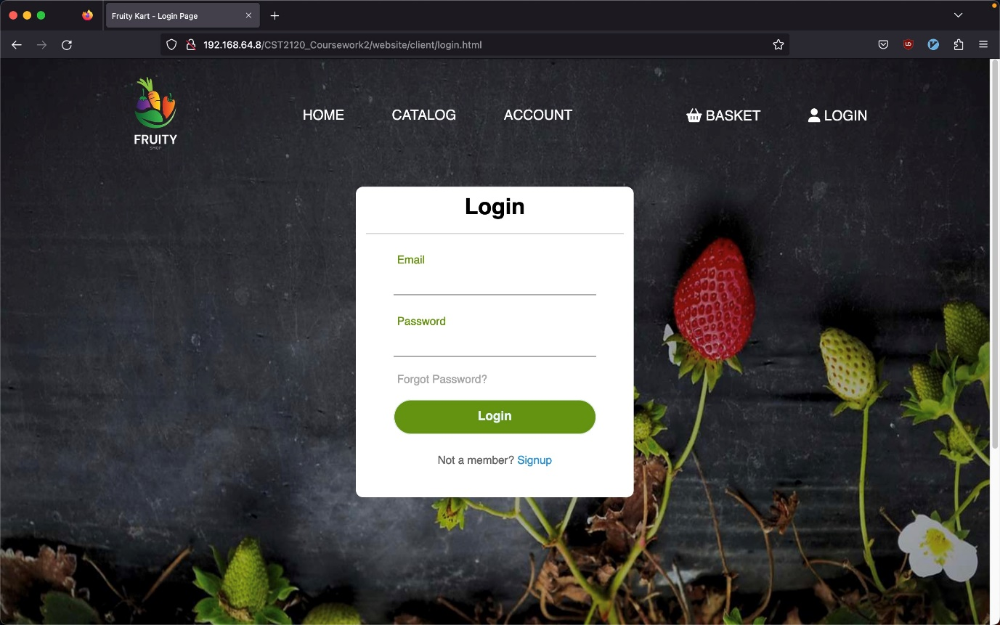 Fruity Kart - Login Page
192.168.64.8/CST2120_Coursework2/website/client/login.html
FRUITY
SHOP
HOME
CATALOG
ACCOUNT
BASKET
LOGIN
Login
Email
Password
Forgot Password?
Login
Not a member? Signup